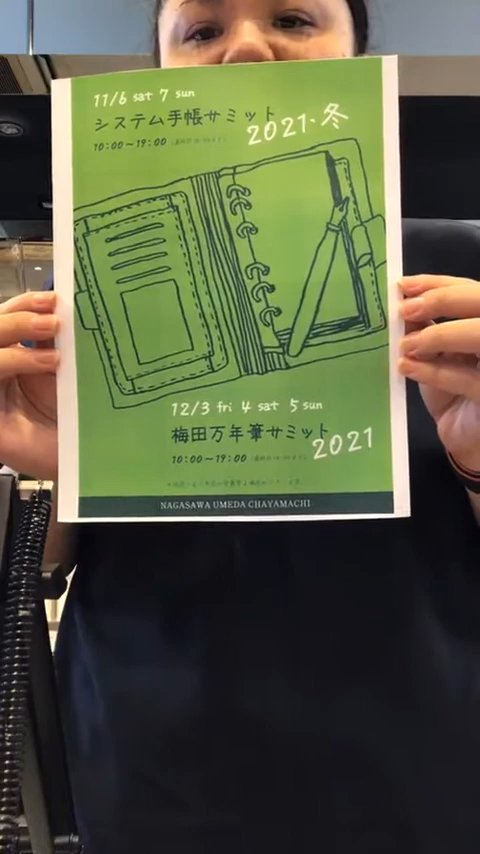 11/6 sat 7 sun
システム手帳サミット
2021・冬
10:00〜19:00
12/3 fri 4 sat 5 sun
梅田万年筆サミット
2021
10:00〜19:00
NAGASAWA UMEDA CHAYAMACHI